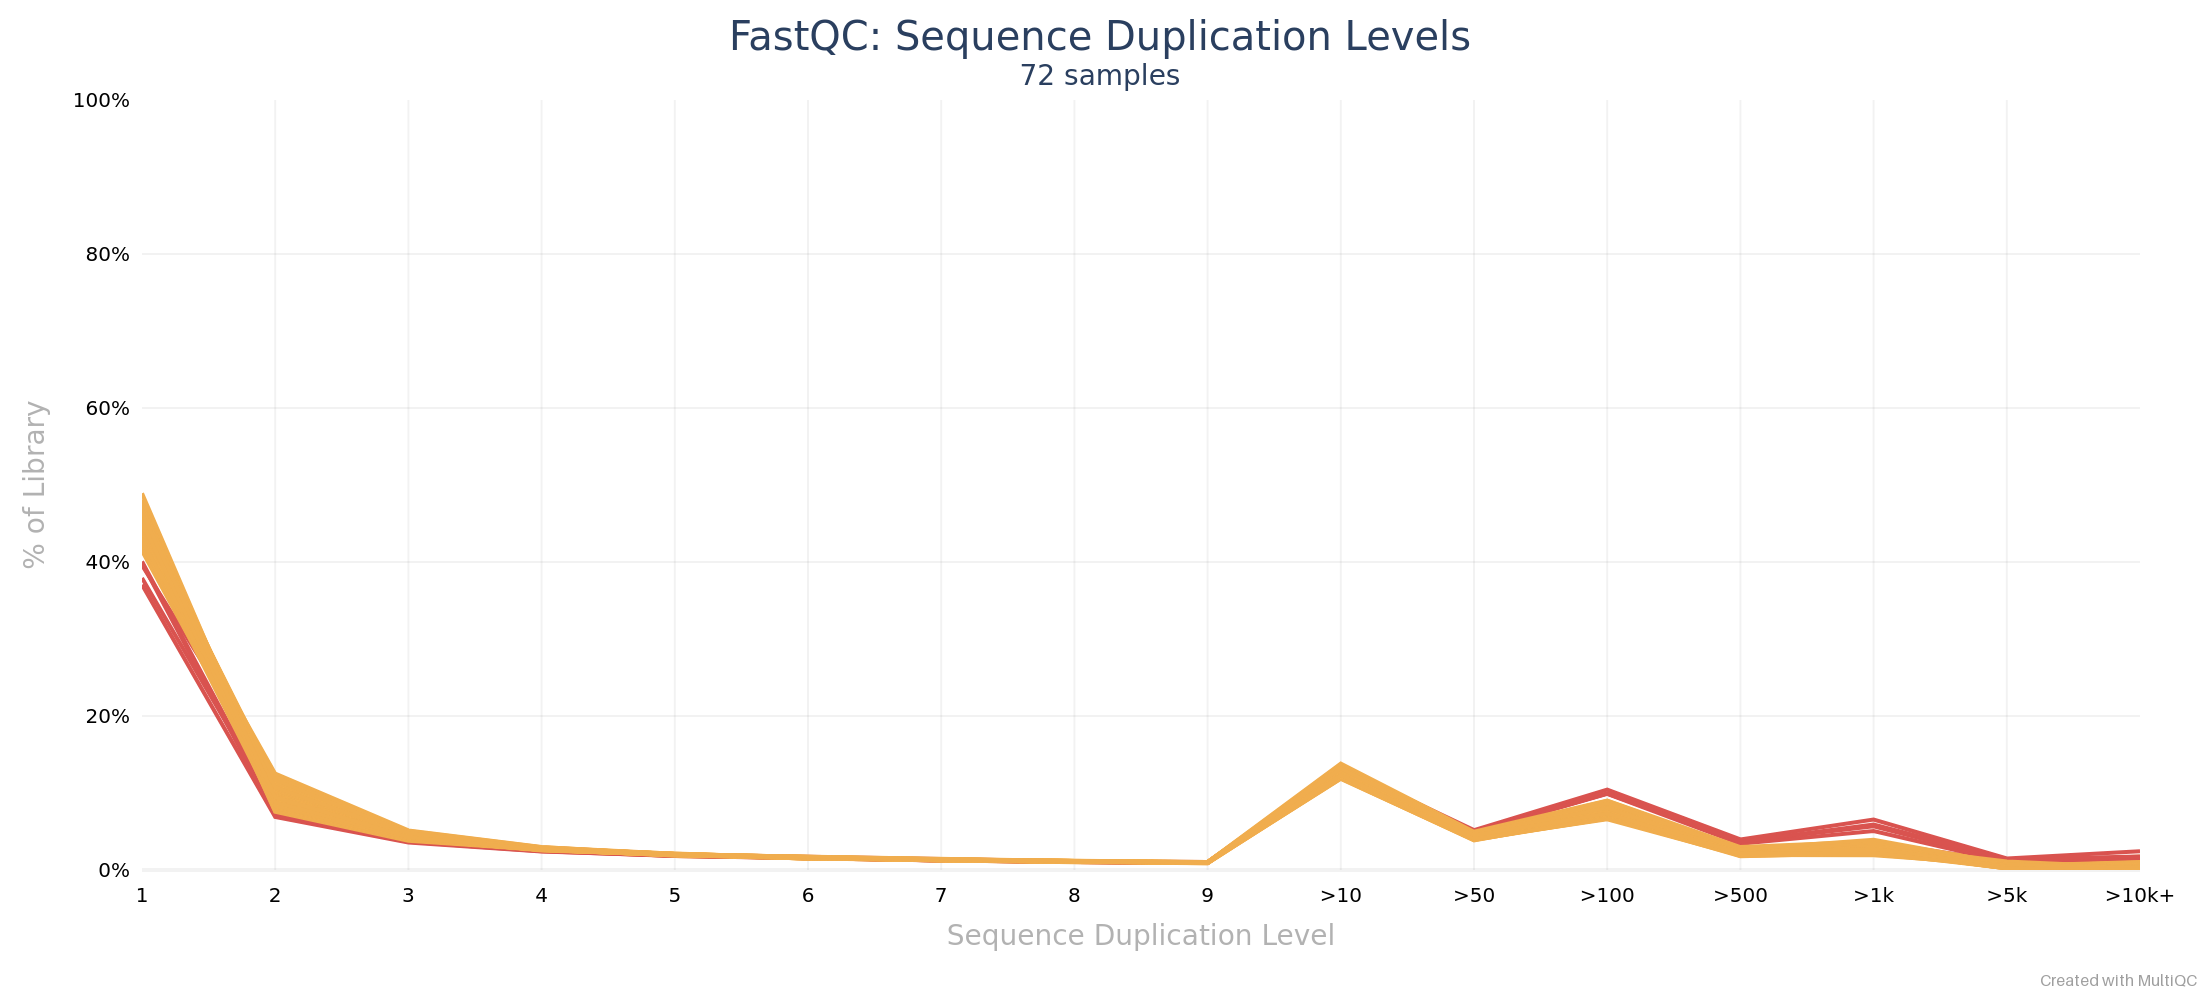 FastQC: Sequence Duplication Levels
72 samples
100%
80%
60%
40%
20%
0%
% of Library
1 2 3 4 5 6 7 8 9 >10 >50 >100 >500 >1k >5k >10k+
Sequence Duplication Level
Created with MultiQC